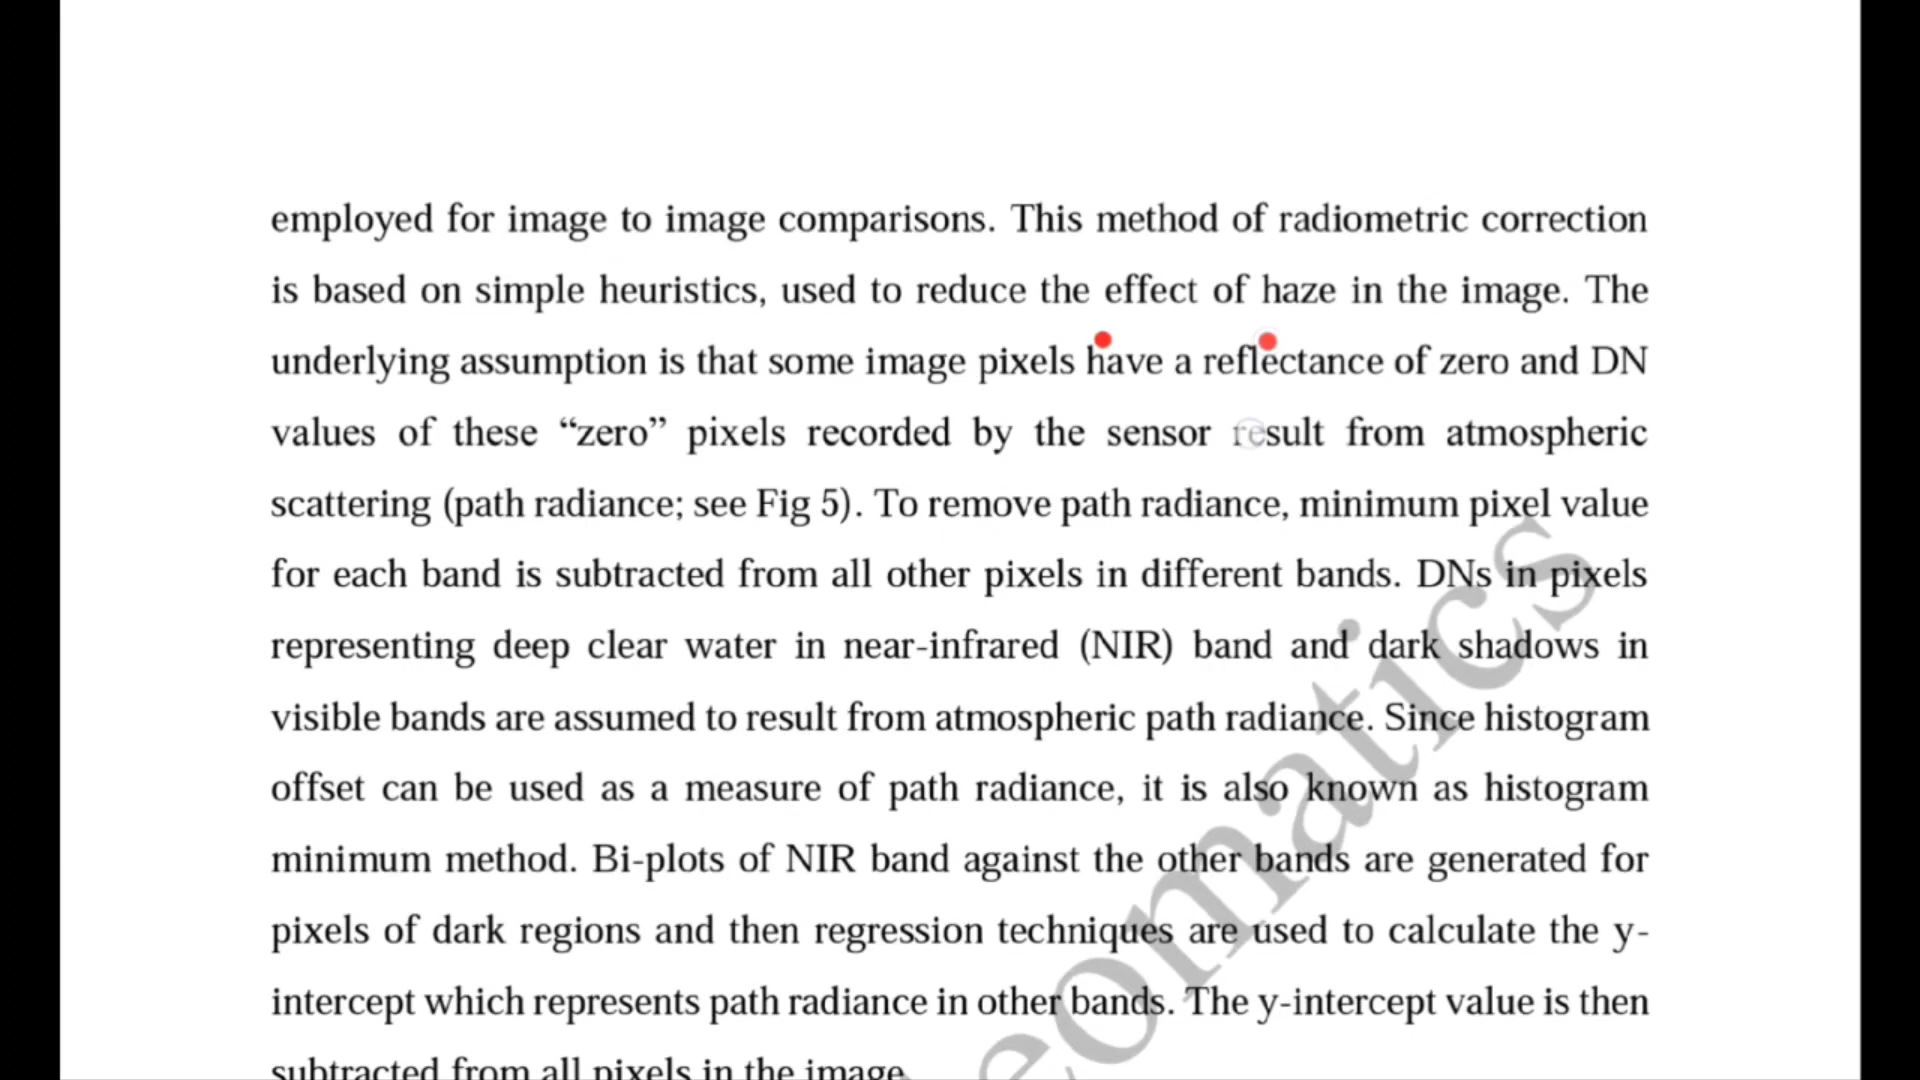 employed for image to image comparisons. This method of radiometric correction
is based on simple heuristics, used to reduce the effect of haze in the image. The
underlying assumption is that some image pixels have a reflectance of zero and DN
values of these “zero” pixels recorded by the sensor result from atmospheric
scattering (path radiance; see Fig 5). To remove path radiance, minimum pixel value
for each band is subtracted from all other pixels in different bands. DNs in pixels
representing deep clear water in near-infrared (NIR) band and dark shadows in
visible bands are assumed to result from atmospheric path radiance. Since histogram
offset can be used as a measure of path radiance, it is also known as histogram
minimum method. Bi-plots of NIR band against the other bands are generated for
pixels of dark regions and then regression techniques are used to calculate the y-
intercept which represents path radiance in other bands. The y-intercept value is then
subtracted from all pixels in the image.
eomatics